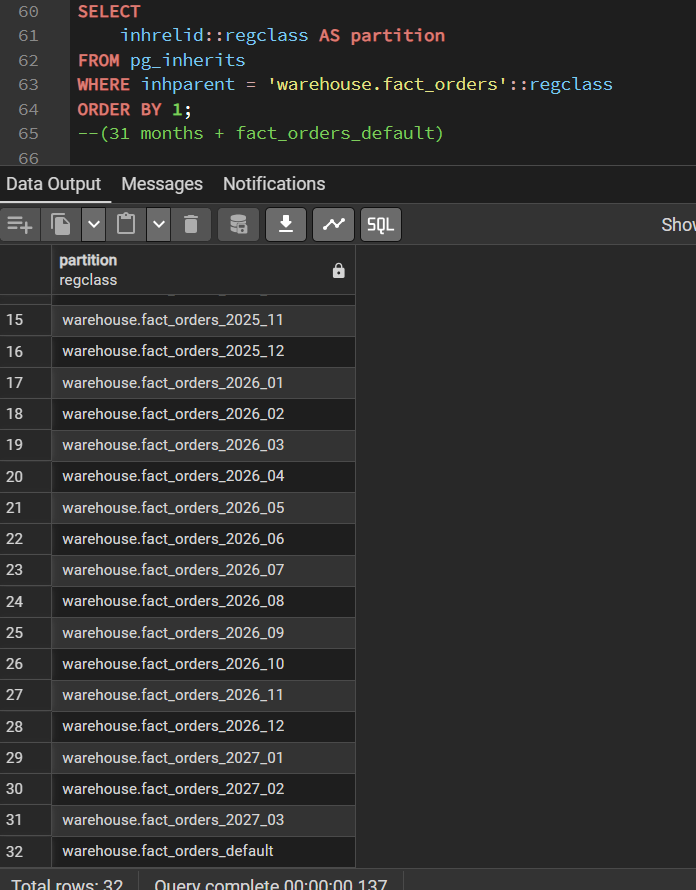 60 SELECT
61 inhrelid::regclass AS partition
62 FROM pg_inherits
63 WHERE inhparent = 'warehouse.fact_orders'::regclass
64 ORDER BY 1;
65 --(31 months + fact_orders_default)
66
Data Output Messages Notifications
SQL
partition
regclass
15 warehouse.fact_orders_2025_11
16 warehouse.fact_orders_2025_12
17 warehouse.fact_orders_2026_01
18 warehouse.fact_orders_2026_02
19 warehouse.fact_orders_2026_03
20 warehouse.fact_orders_2026_04
21 warehouse.fact_orders_2026_05
22 warehouse.fact_orders_2026_06
23 warehouse.fact_orders_2026_07
24 warehouse.fact_orders_2026_08
25 warehouse.fact_orders_2026_09
26 warehouse.fact_orders_2026_10
27 warehouse.fact_orders_2026_11
28 warehouse.fact_orders_2026_12
29 warehouse.fact_orders_2027_01
30 warehouse.fact_orders_2027_02
31 warehouse.fact_orders_2027_03
32 warehouse.fact_orders_default
Total rows: 32 Query complete 00:00:00.137